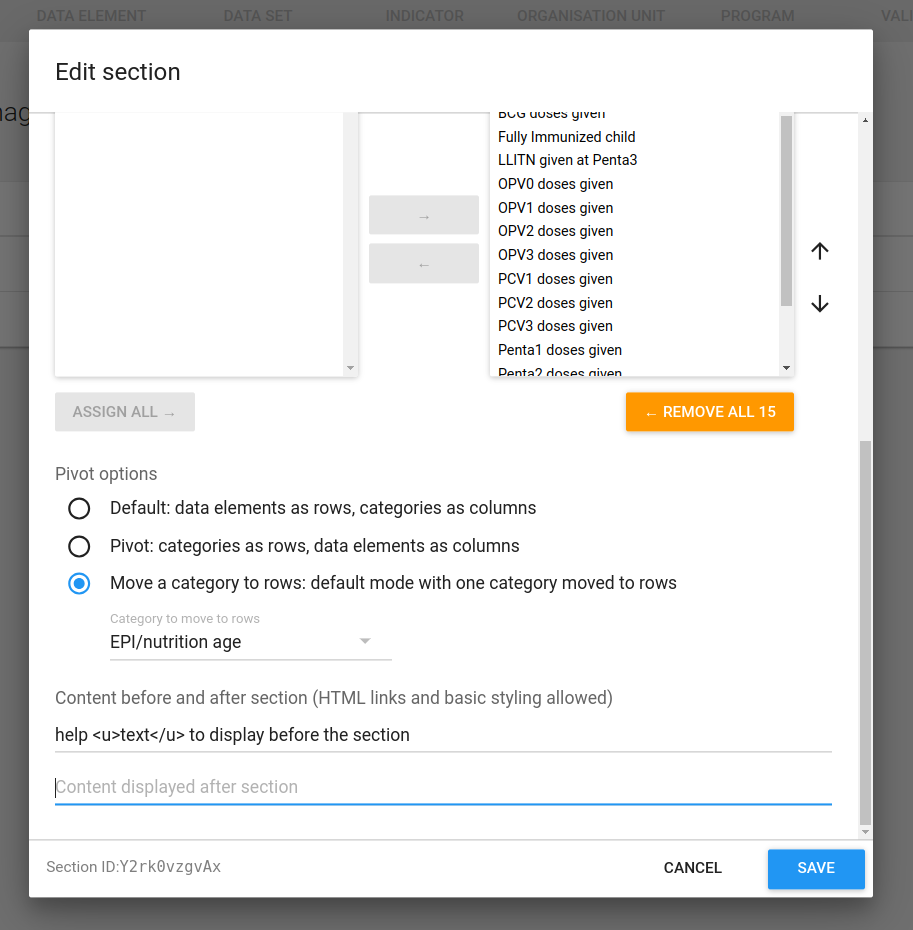 DATA ELEMENT DATA SET INDICATOR ORGANISATION UNIT PROGRAM VALI
Edit section
nag
BCG doses given
Fully Immunized child
LLITN given at Penta3
OPV0 doses given
OPV1 doses given
→
OPV2 doses given
OPV3 doses given
←
PCV1 doses given
PCV2 doses given
PCV3 doses given
Penta1 doses given
Penta2 doses given
ASSIGN ALL →
← REMOVE ALL 15
Pivot options
Default: data elements as rows, categories as columns
Pivot: categories as rows, data elements as columns
Move a category to rows: default mode with one category moved to rows
Category to move to rows
EPI/nutrition age
Content before and after section (HTML links and basic styling allowed)
help <u>text</u> to display before the section
Content displayed after section
Section ID:Y2rk0vzgvAx
CANCEL
SAVE